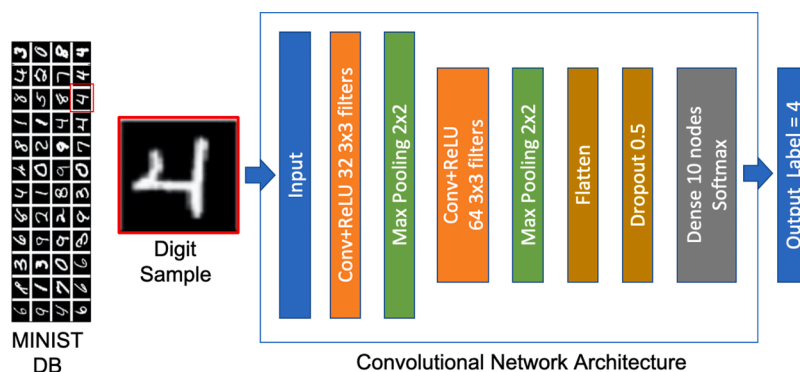 MINIST
DB
Digit
Sample
Input
Conv+ReLU 32 3x3 filters
Max Pooling 2x2
Conv+ReLU
64 3x3 filters
Max Pooling 2x2
Flatten
Dropout 0.5
Dense 10 nodes
Softmax
Output Label = 4
Convolutional Network Architecture